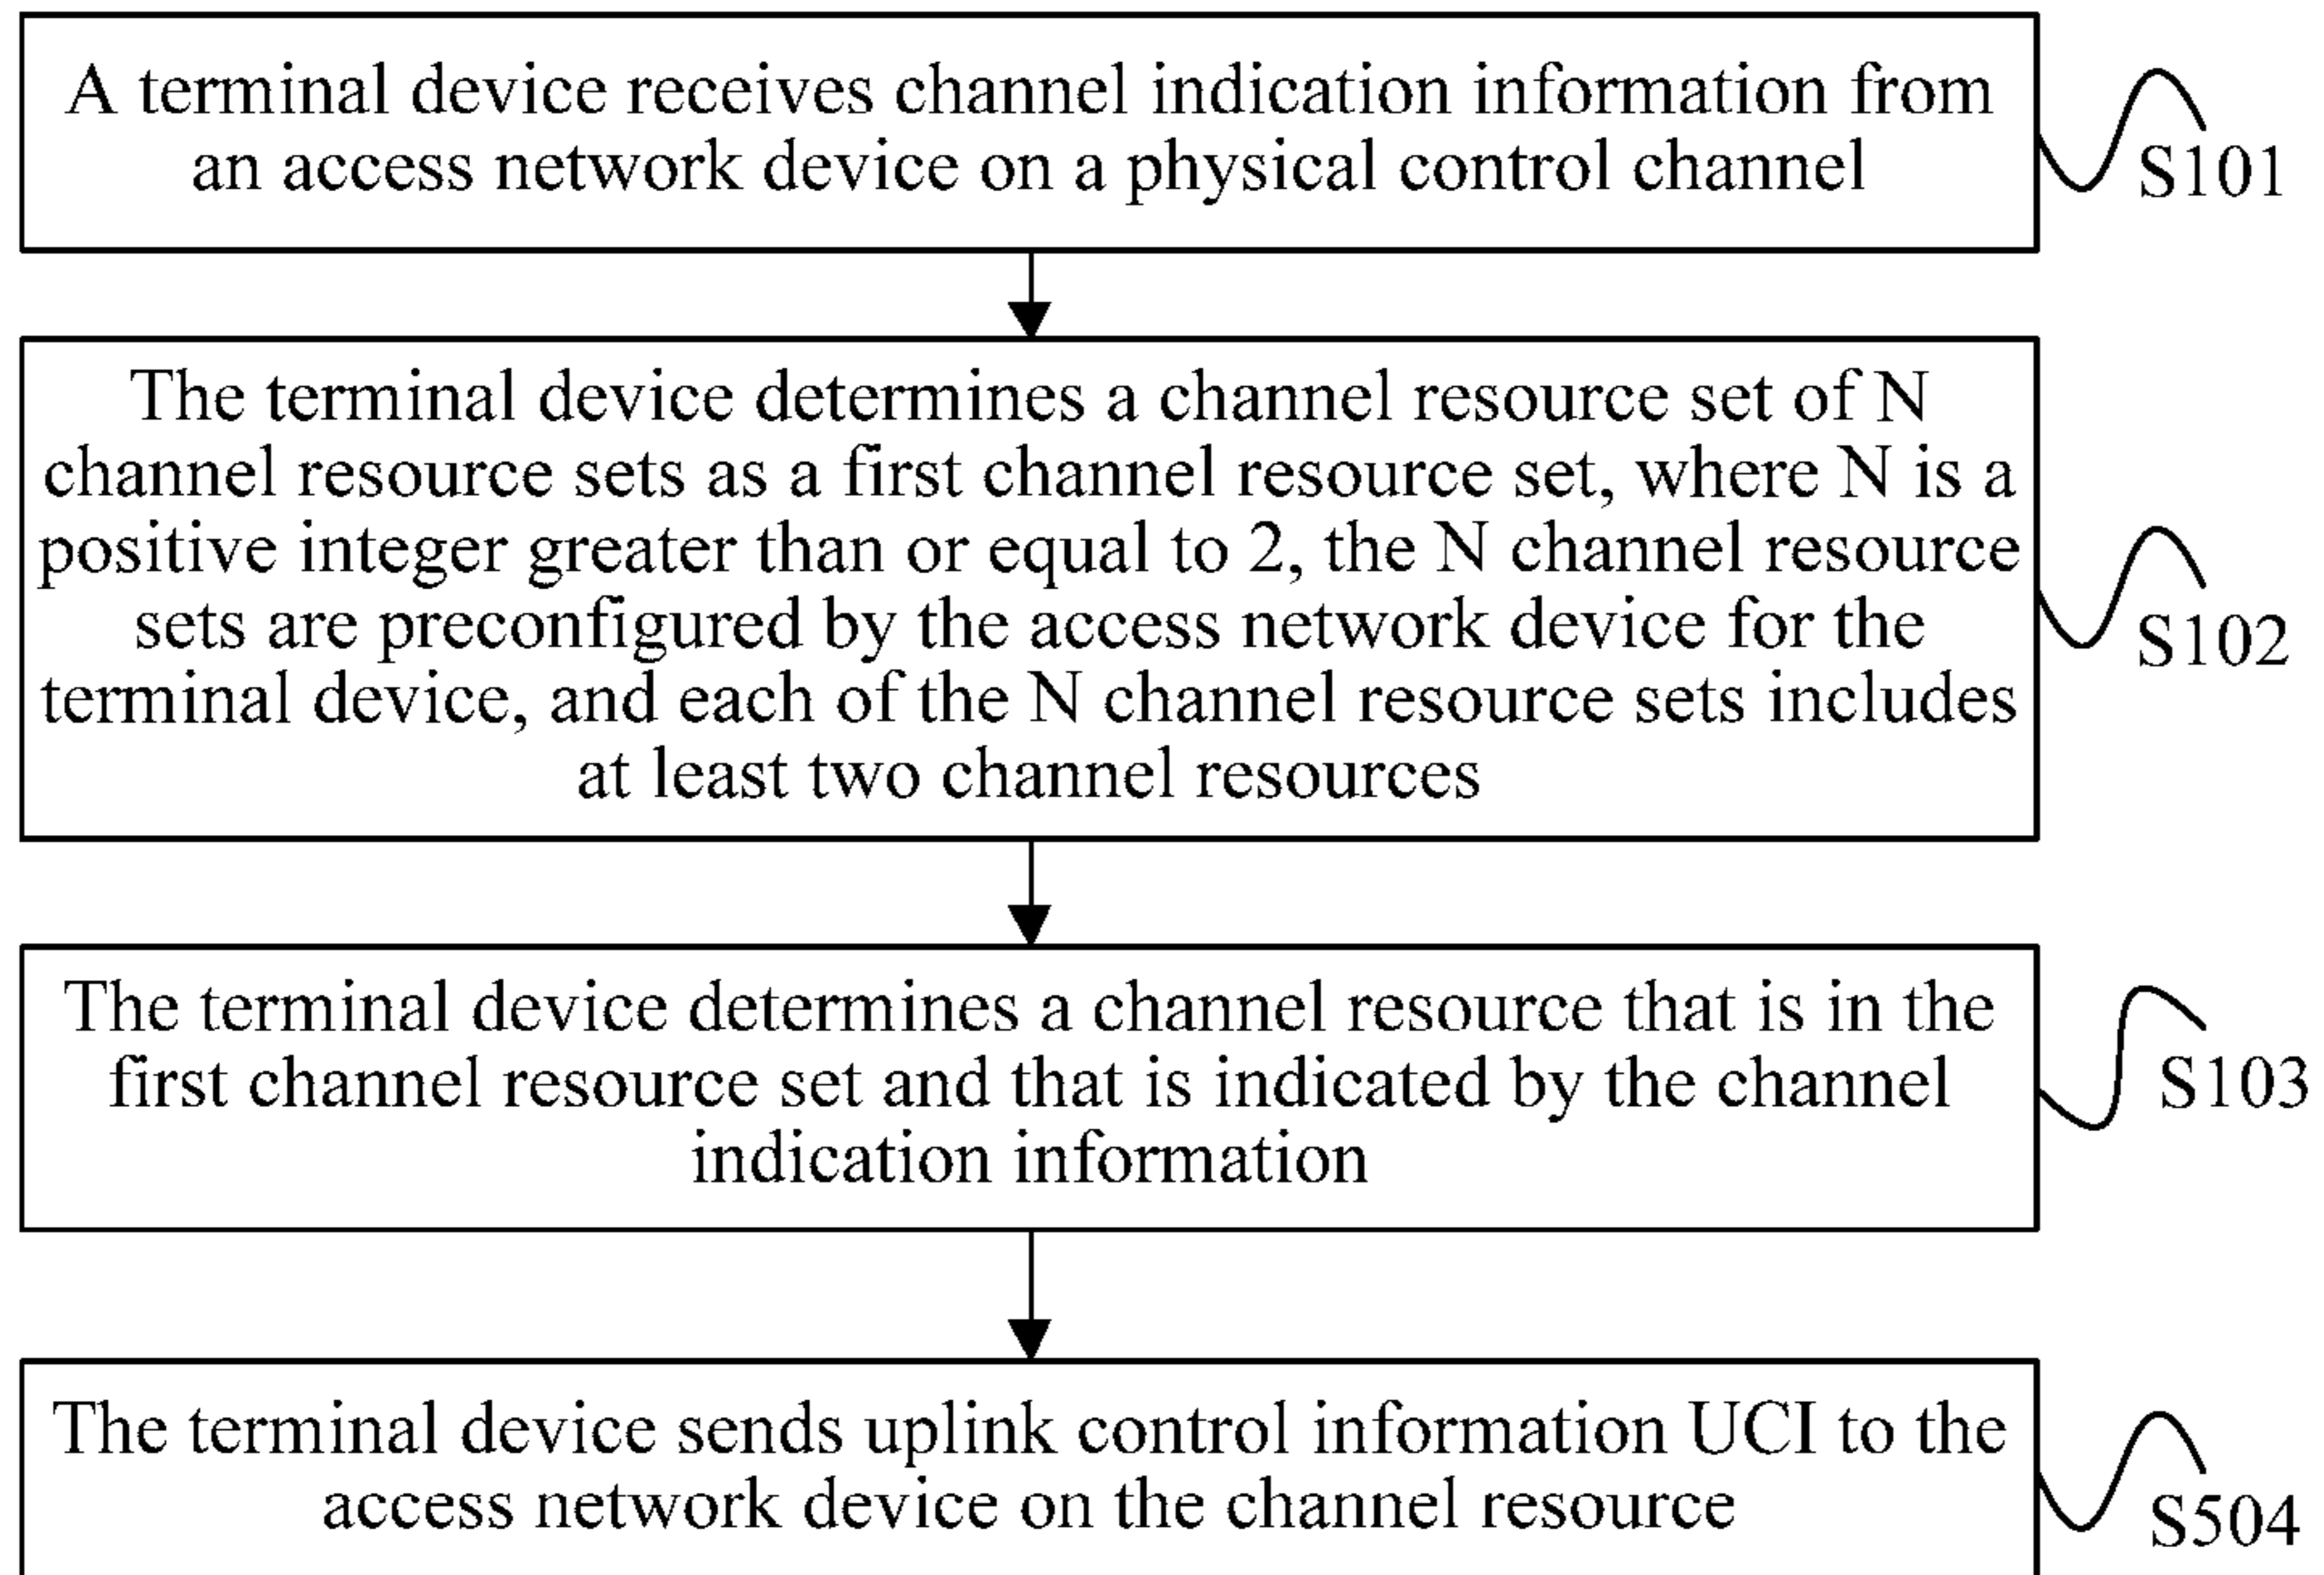 A terminal device receives channel indication information from
an access network device on a physical control channel
S101
The terminal device determines a channel resource set of N
channel resource sets as a first channel resource set, where N is a
positive integer greater than or equal to 2, the N channel resource
sets are preconfigured by the access network device for the
terminal device, and each of the N channel resource sets includes
at least two channel resources
S102
The terminal device determines a channel resource that is in the
first channel resource set and that is indicated by the channel
indication information
S103
The terminal device sends uplink control information UCI to the
access network device on the channel resource
S504